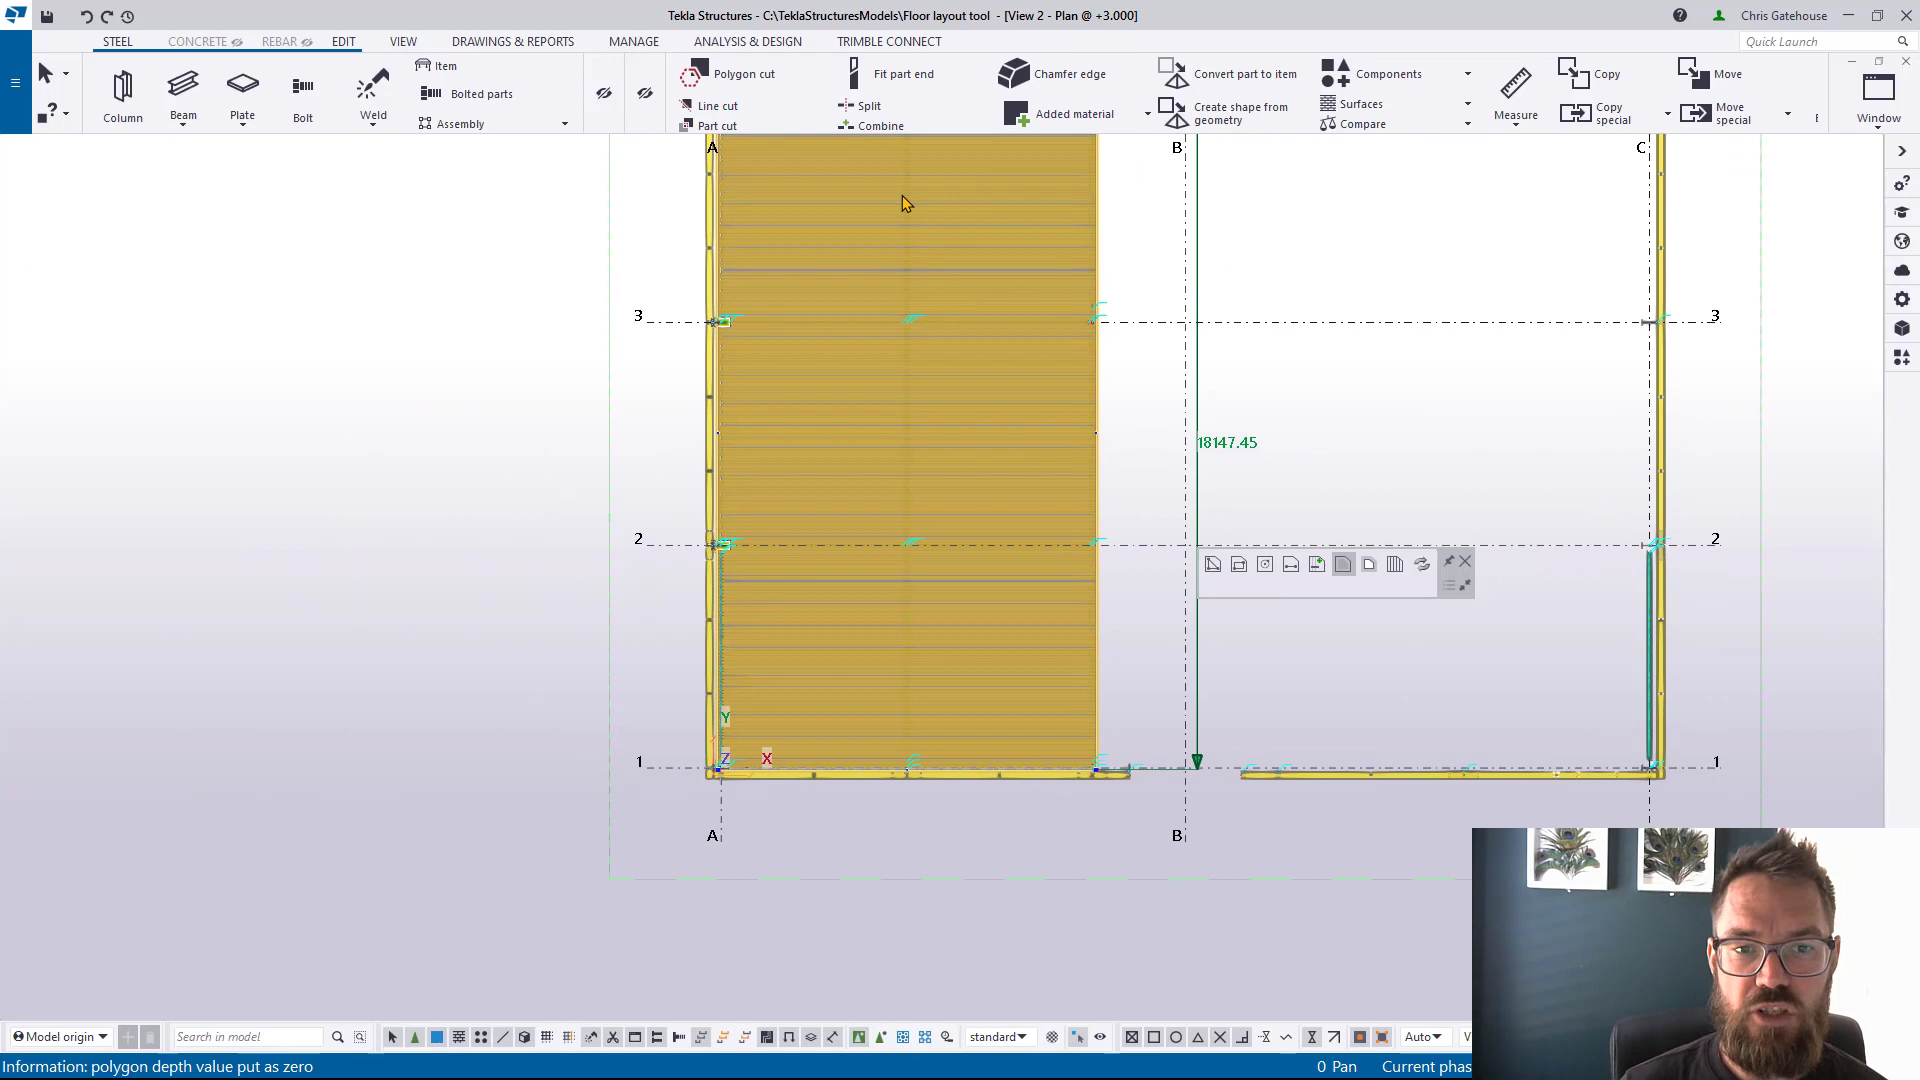 Tekla Structures - C:\TeklaStructuresModels\Floor layout tool - [View 2 - Plan @ +3.000]
Chris Gatehouse
STEEL CONCRETE REBAR EDIT VIEW DRAWINGS & REPORTS MANAGE ANALYSIS & DESIGN TRIMBLE CONNECT
Quick Launch
Column Beam Plate Bolt Weld
Item
Bolted parts
Assembly
Polygon cut
Line cut
Part cut
Fit part end
Split
Combine
Chamfer edge
Added material
Convert part to item
Create shape from geometry
Components
Surfaces
Compare
Measure
Copy
Copy special
Move
Move special
Window
A B C
3 3
18147.45
2 2
Y
Z X
1 1
A B
Model origin
Search in model
standard
Auto
Information: polygon depth value put as zero
0 Pan
Current phas